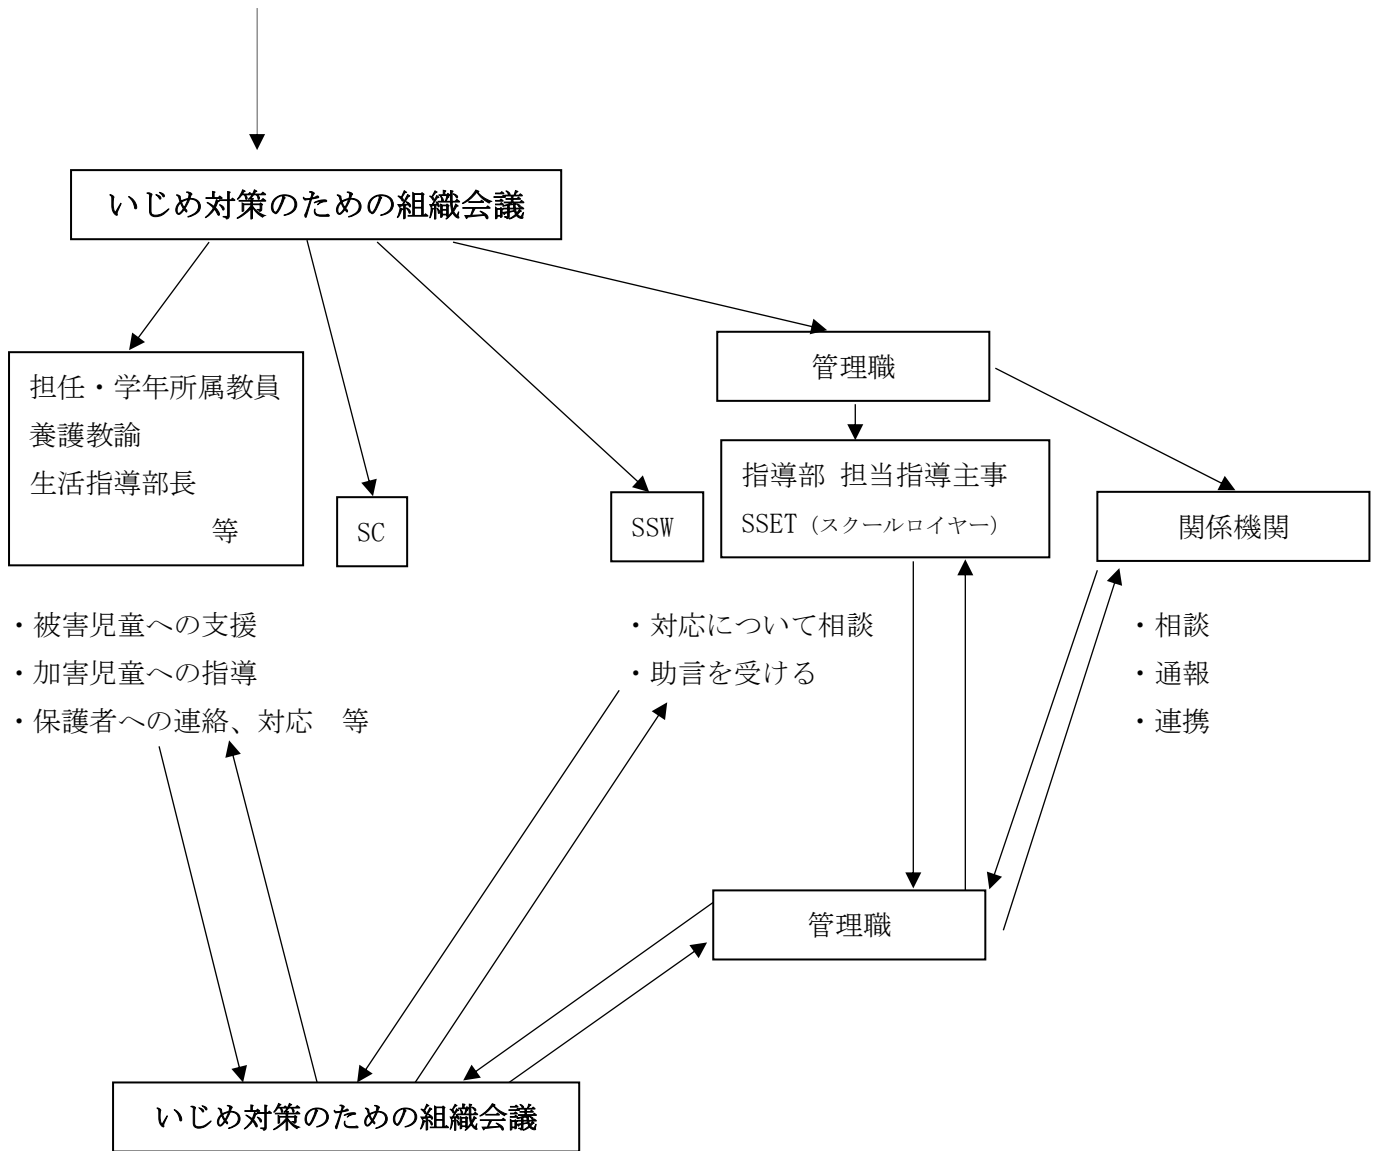 いじめ対策のための組織会議
管理職
担任・学年所属教員
養護教諭
生活指導部長
等
SC
SSW
指導部 担当指導主事
SSET（スクールロイヤー）
関係機関
・被害児童への支援
・加害児童への指導
・保護者への連絡、対応　等
・対応について相談
・助言を受ける
・相談
・通報
・連携
管理職
いじめ対策のための組織会議